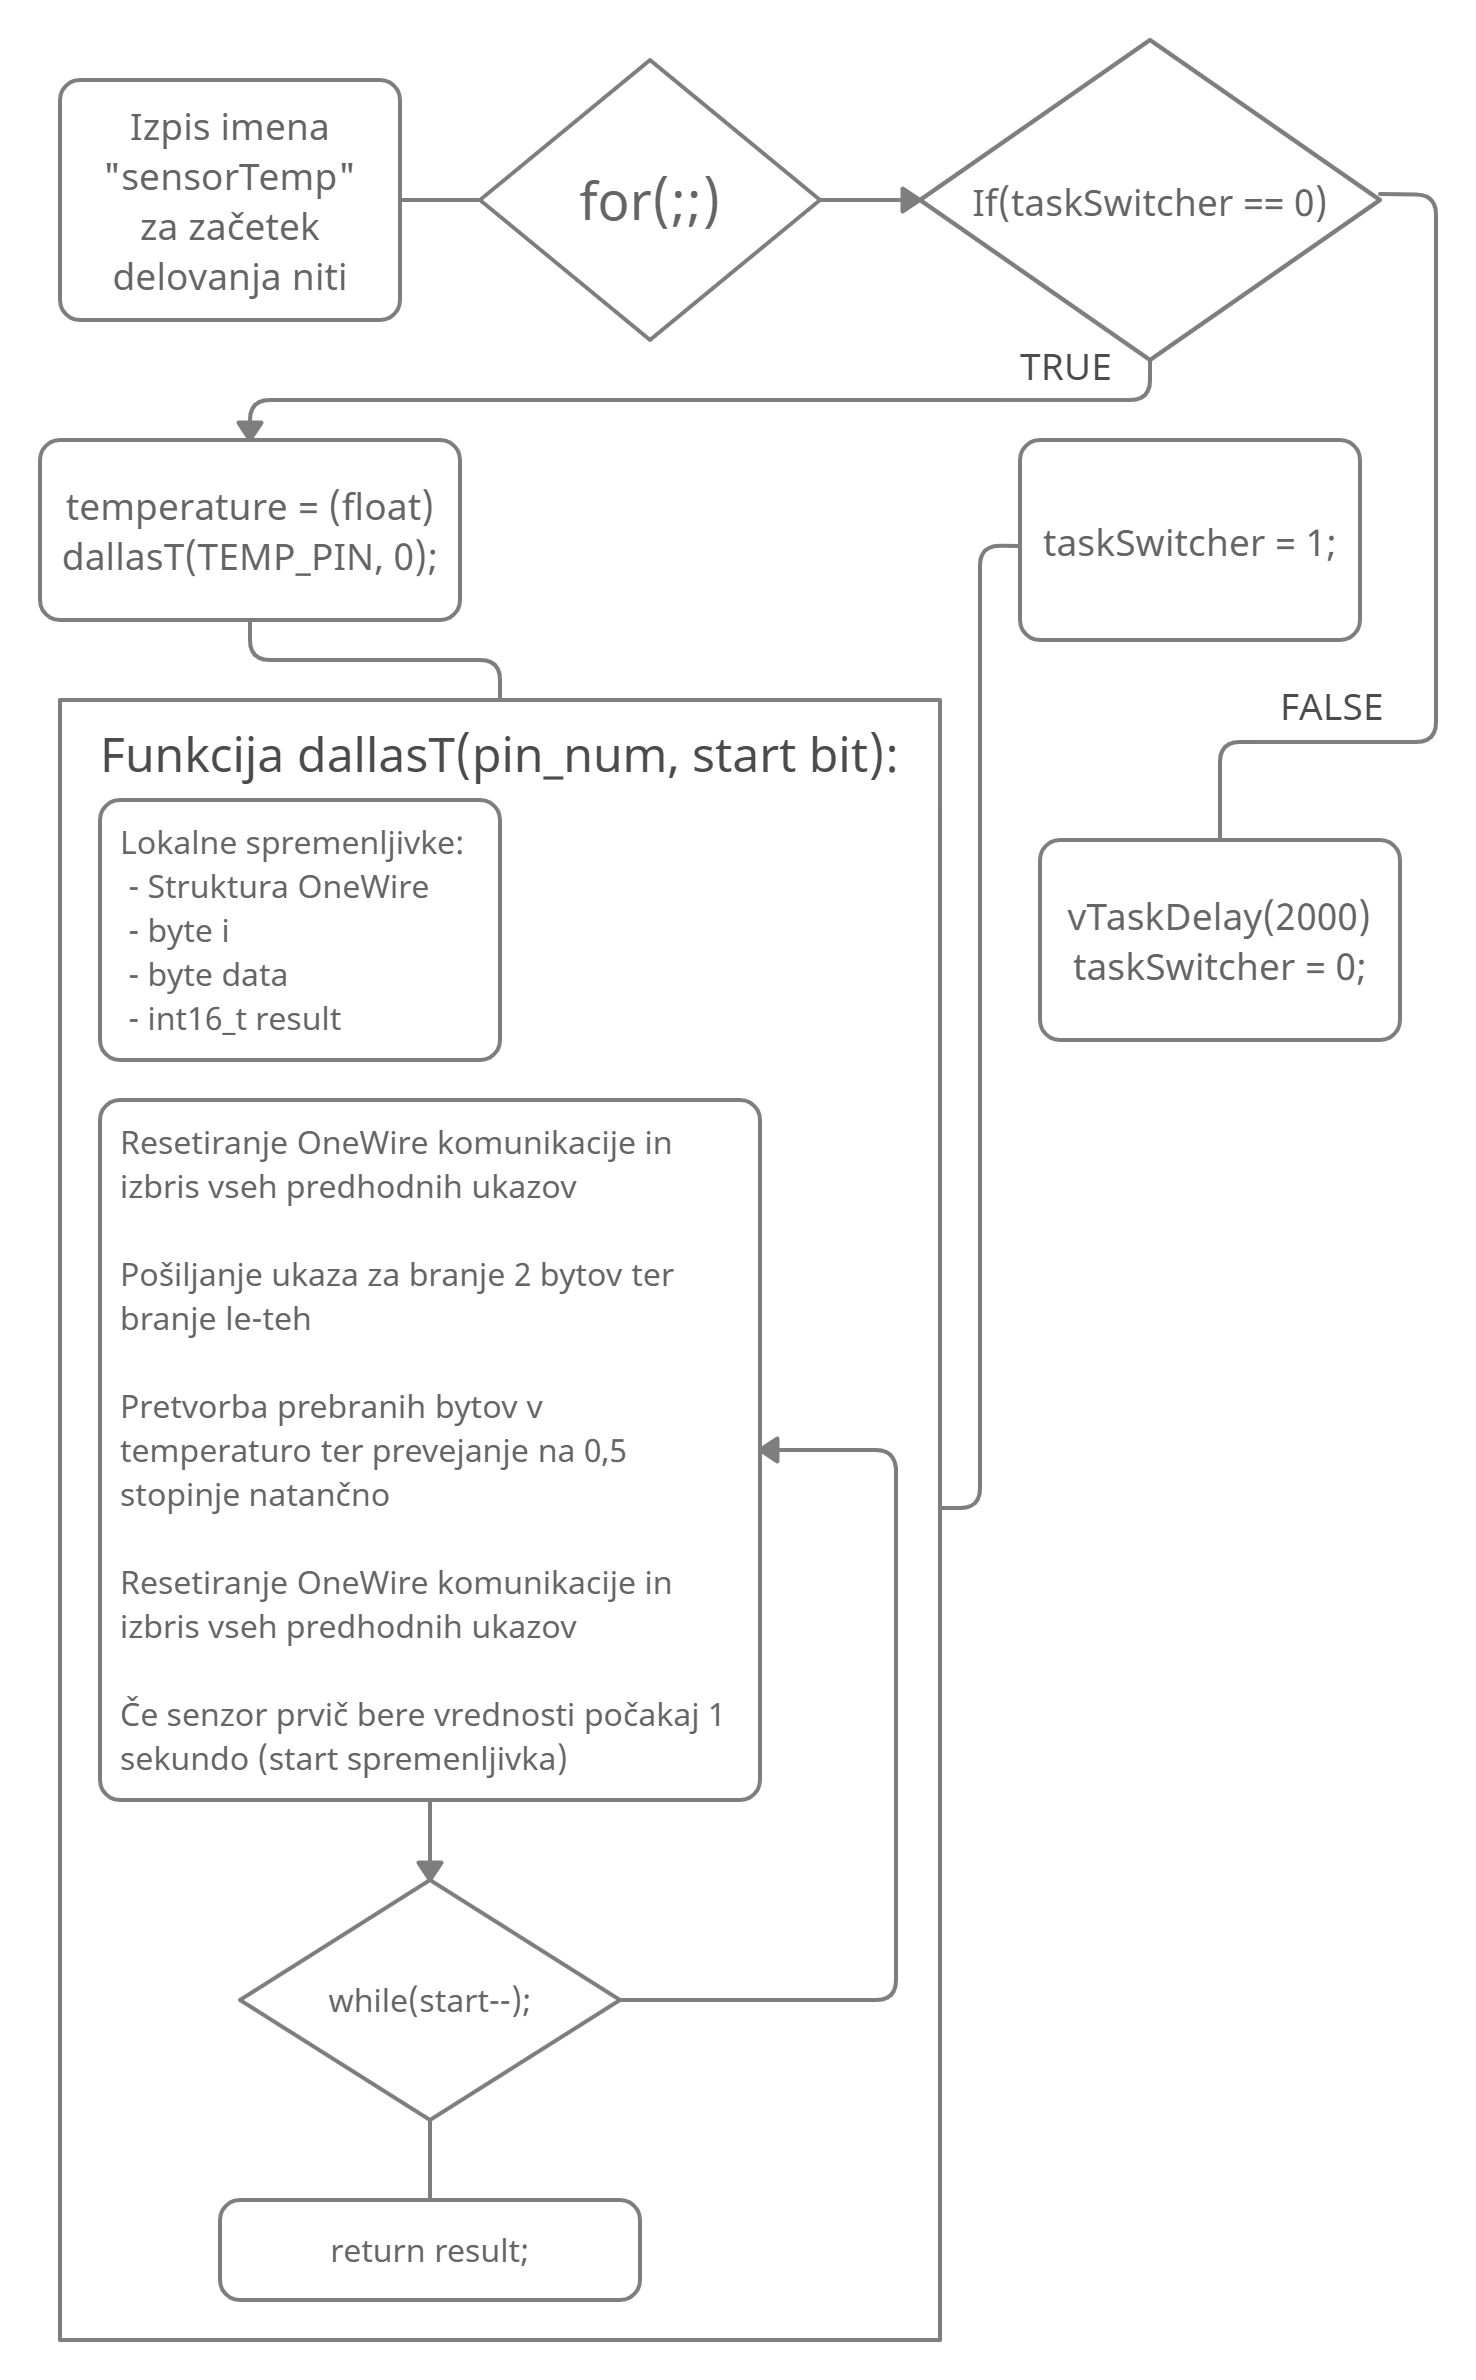 Izpis imena
"sensorTemp"
za začetek
delovanja niti
for(;;)
If(taskSwitcher == 0)
TRUE
temperature = (float)
dallasT(TEMP_PIN, 0);
taskSwitcher = 1;
FALSE
vTaskDelay(2000)
taskSwitcher = 0;
Funkcija dallasT(pin_num, start bit):
Lokalne spremenljivke:
- Struktura OneWire
- byte i
- byte data
- int16_t result
Resetiranje OneWire komunikacije in
izbris vseh predhodnih ukazov
Pošiljanje ukaza za branje 2 bytov ter
branje le-teh
Pretvorba prebranih bytov v
temperaturo ter prevejanje na 0,5
stopinje natančno
Resetiranje OneWire komunikacije in
izbris vseh predhodnih ukazov
Če senzor prvič bere vrednosti počakaj 1
sekundo (start spremenljivka)
while(start--);
return result;